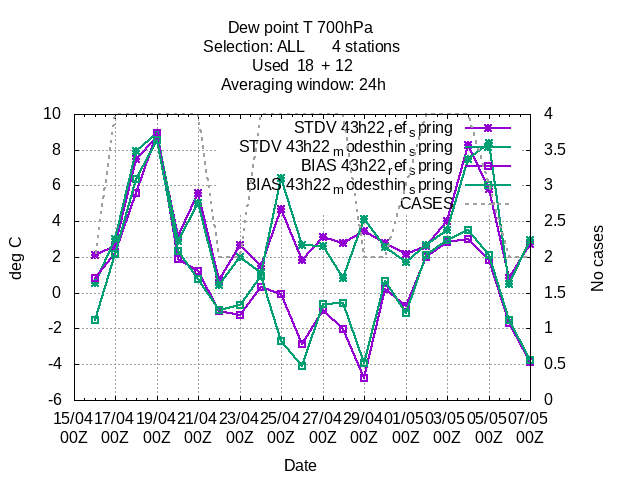 Dew point T 700hPa
Selection: ALL 4 stations
Used 18 + 12
Averaging window: 24h
10
8
6
4
2
0
-2
-4
-6
deg C
STDV 43h22_ref_spring
STDV 43h22_modesthin_spring
BIAS 43h22_ref_spring
BIAS 43h22_modesthin_spring
CASES
4
3.5
3
2.5
2
1.5
1
0.5
0
No cases
15/04 17/04 19/04 21/04 23/04 25/04 27/04 29/04 01/05 03/05 05/05 07/05
00Z 00Z 00Z 00Z 00Z 00Z 00Z 00Z 00Z 00Z 00Z 00Z
Date